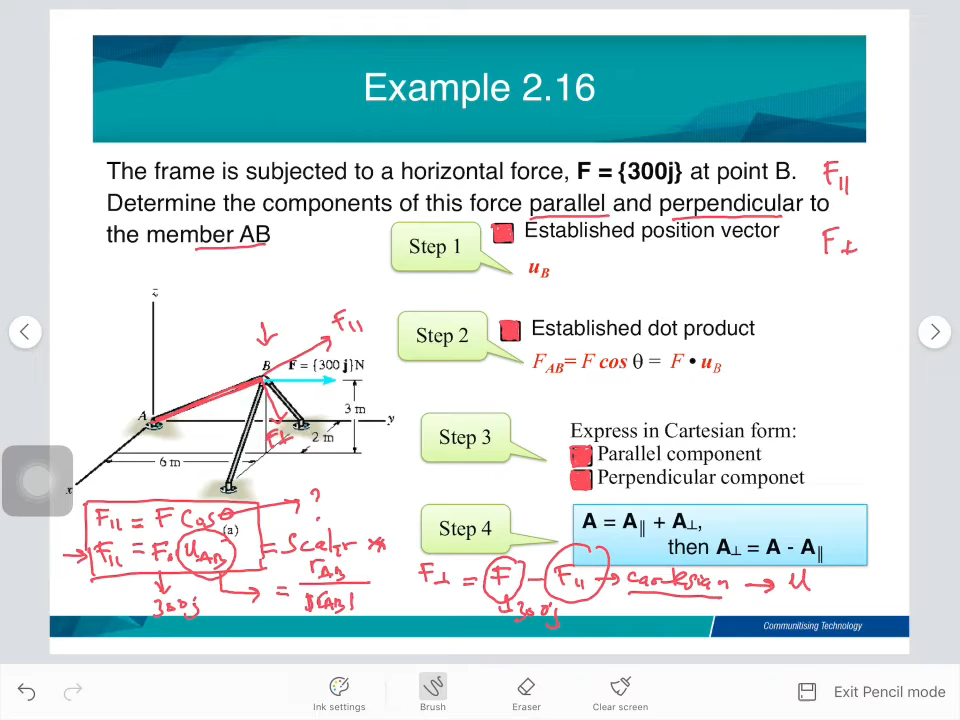 Example 2.16
The frame is subjected to a horizontal force, F = {300j} at point B.
Determine the components of this force parallel and perpendicular to
the member AB
F||
F⊥
Step 1
Established position vector
uB
Step 2
Established dot product
FAB= F cos θ = F • uB
Step 3
Express in Cartesian form:
Parallel component
Perpendicular componet
Step 4
A = A∥ + A⊥,
then A⊥ = A - A∥
z
F||
B
F = {300 j}N
A
3 m
y
F⊥
2 m
6 m
x
(a)
F|| = F Cos θ → ?
→ F|| = F. uAB = Scaler **
300j
→ = rAB / |rAB|
F⊥ = F - F|| → cartesian → u
300j
Communitising Technology
Ink settings
Brush
Eraser
Clear screen
Exit Pencil mode